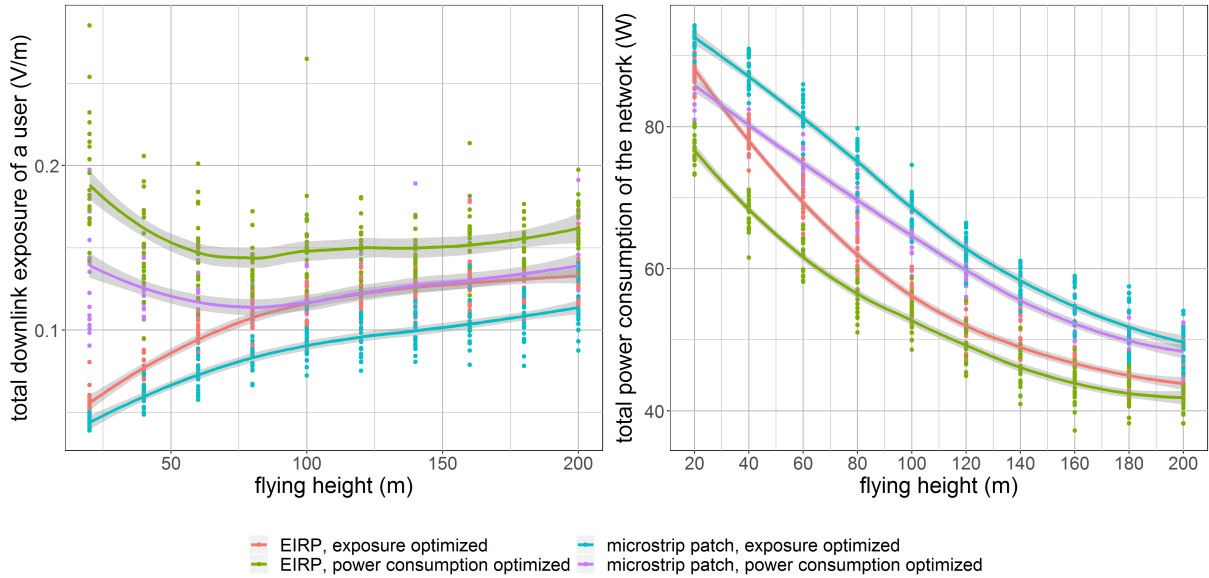 total downlink exposure of a user (V/m)
0.2
0.1
50
100
150
200
flying height (m)
total power consumption of the network (W)
80
60
40
20
40
60
80
100
120
140
160
180
200
flying height (m)
EIRP, exposure optimized
microstrip patch, exposure optimized
EIRP, power consumption optimized
microstrip patch, power consumption optimized